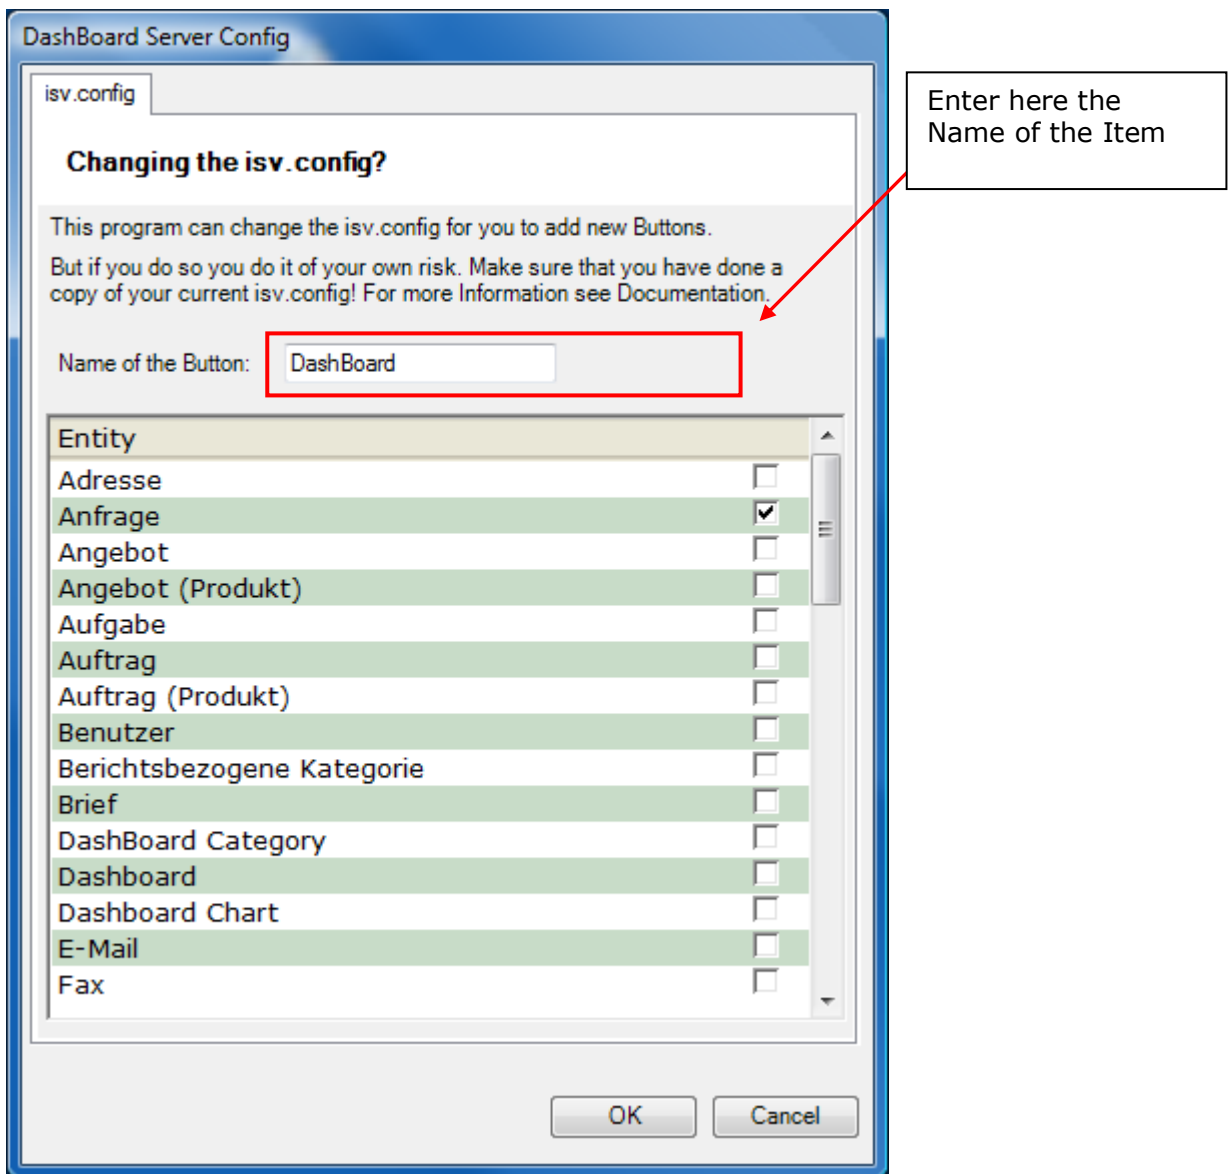 DashBoard Server Config
isv.config
Enter here the
Name of the Item
Changing the isv.config?
This program can change the isv.config for you to add new Buttons.
But if you do so you do it of your own risk. Make sure that you have done a
copy of your current isv.config! For more Information see Documentation.
Name of the Button:
DashBoard
Entity
Adresse
Anfrage
Angebot
Angebot (Produkt)
Aufgabe
Auftrag
Auftrag (Produkt)
Benutzer
Berichtsbezogene Kategorie
Brief
DashBoard Category
Dashboard
Dashboard Chart
E-Mail
Fax
OK
Cancel